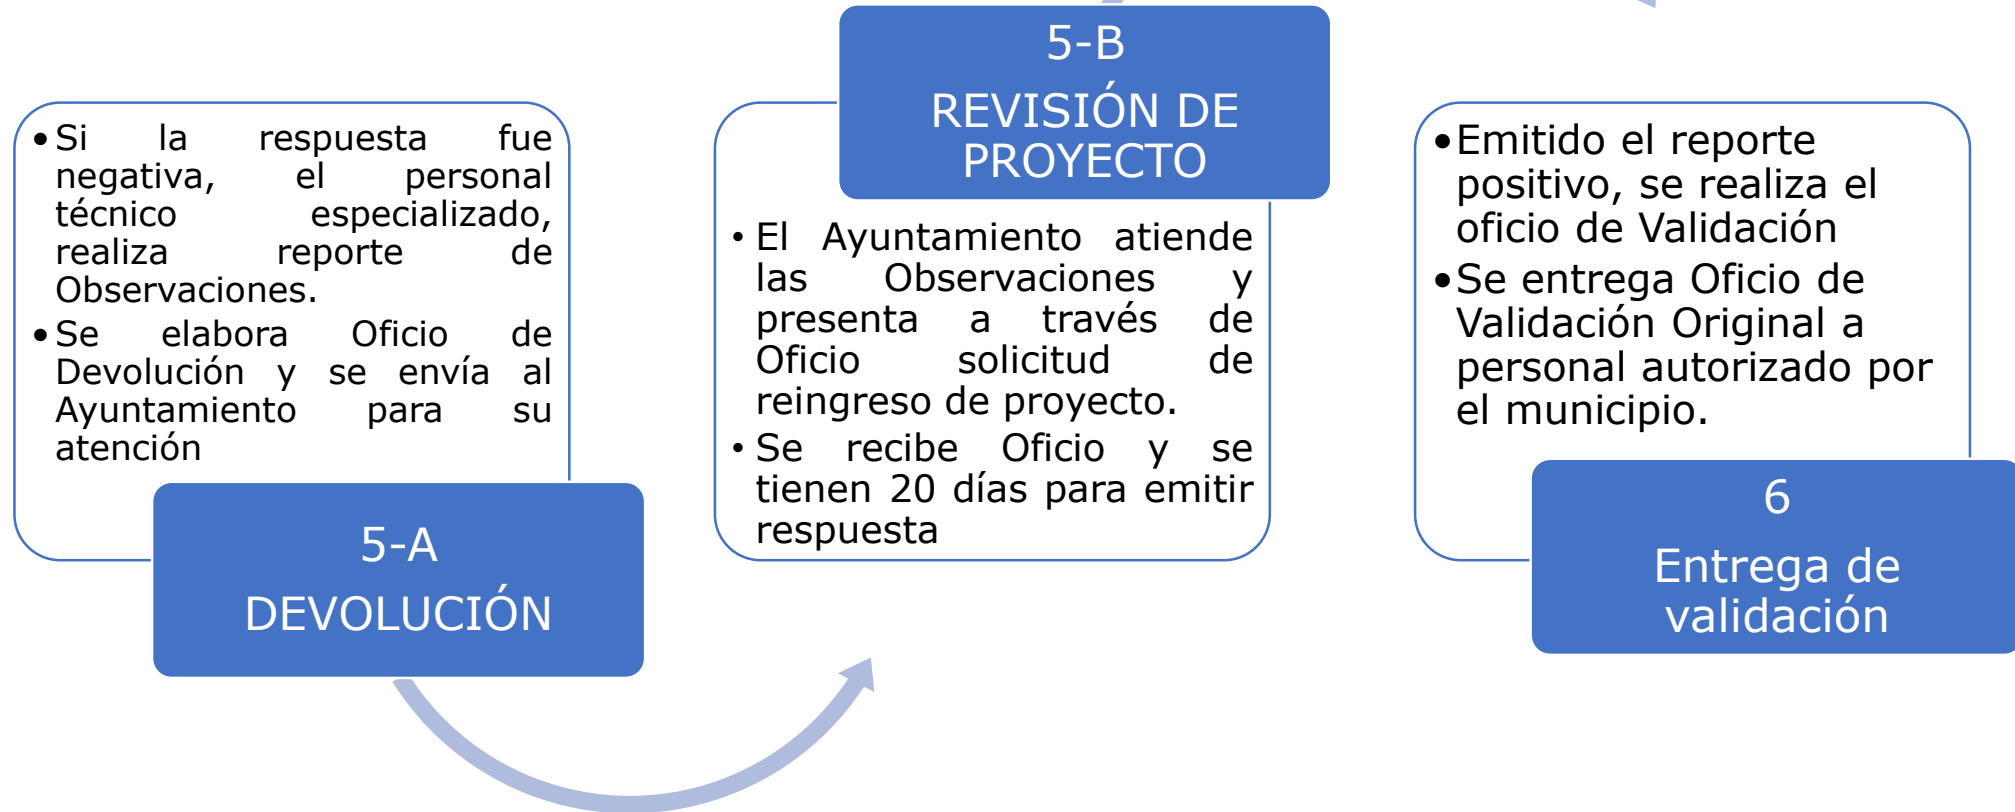 •Si la respuesta fue
negativa, el personal
técnico especializado,
realiza reporte de
Observaciones.
•Se elabora Oficio de
Devolución y se envía al
Ayuntamiento para su
atención
5-A
DEVOLUCIÓN
5-B
REVISIÓN DE
PROYECTO
• El Ayuntamiento atiende
las Observaciones y
presenta a través de
Oficio solicitud de
reingreso de proyecto.
• Se recibe Oficio y se
tienen 20 días para emitir
respuesta
•Emitido el reporte
positivo, se realiza el
oficio de Validación
•Se entrega Oficio de
Validación Original a
personal autorizado por
el municipio.
6
Entrega de
validación